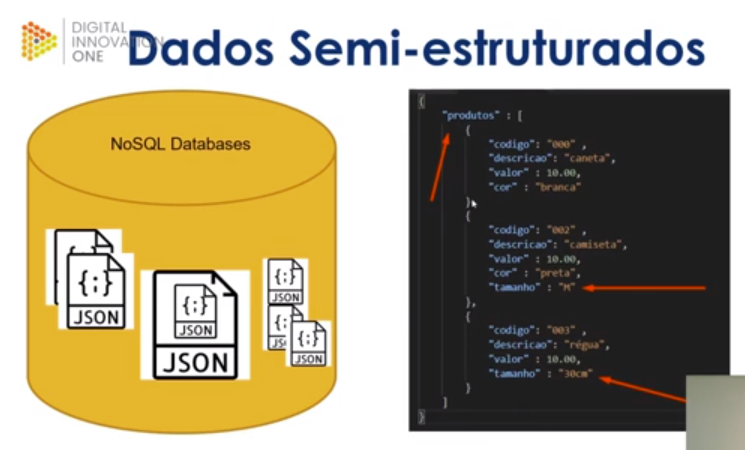 DIGITAL
INNOVATION
ONE
Dados Semi-estruturados
NoSQL Databases
{;}
JSON
{;}
JSON
JSON
{;}
JSON
{;}
{;}
JSON
{
"produtos" : [
{
"codigo": "000" ,
"descricao": "caneta",
"valor" : 10.00,
"cor" : "branca"
},
{
"codigo": "002" ,
"descricao": "camiseta",
"valor" : 10.00,
"cor" : "preta",
"tamanho" : "M"
},
{
"codigo": "003" ,
"descricao": "régua",
"valor" : 10.00,
"tamanho" : "30cm"
}
]
}